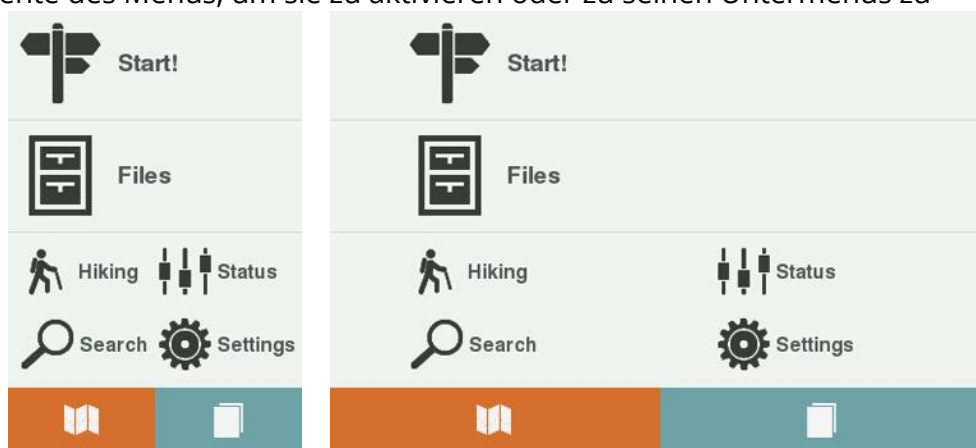 des Menüs, um sie zu aktivieren oder zu seinen Untermenüs zu
Start!
Files
Hiking Status
Search Settings
Start!
Files
Hiking Status
Search Settings